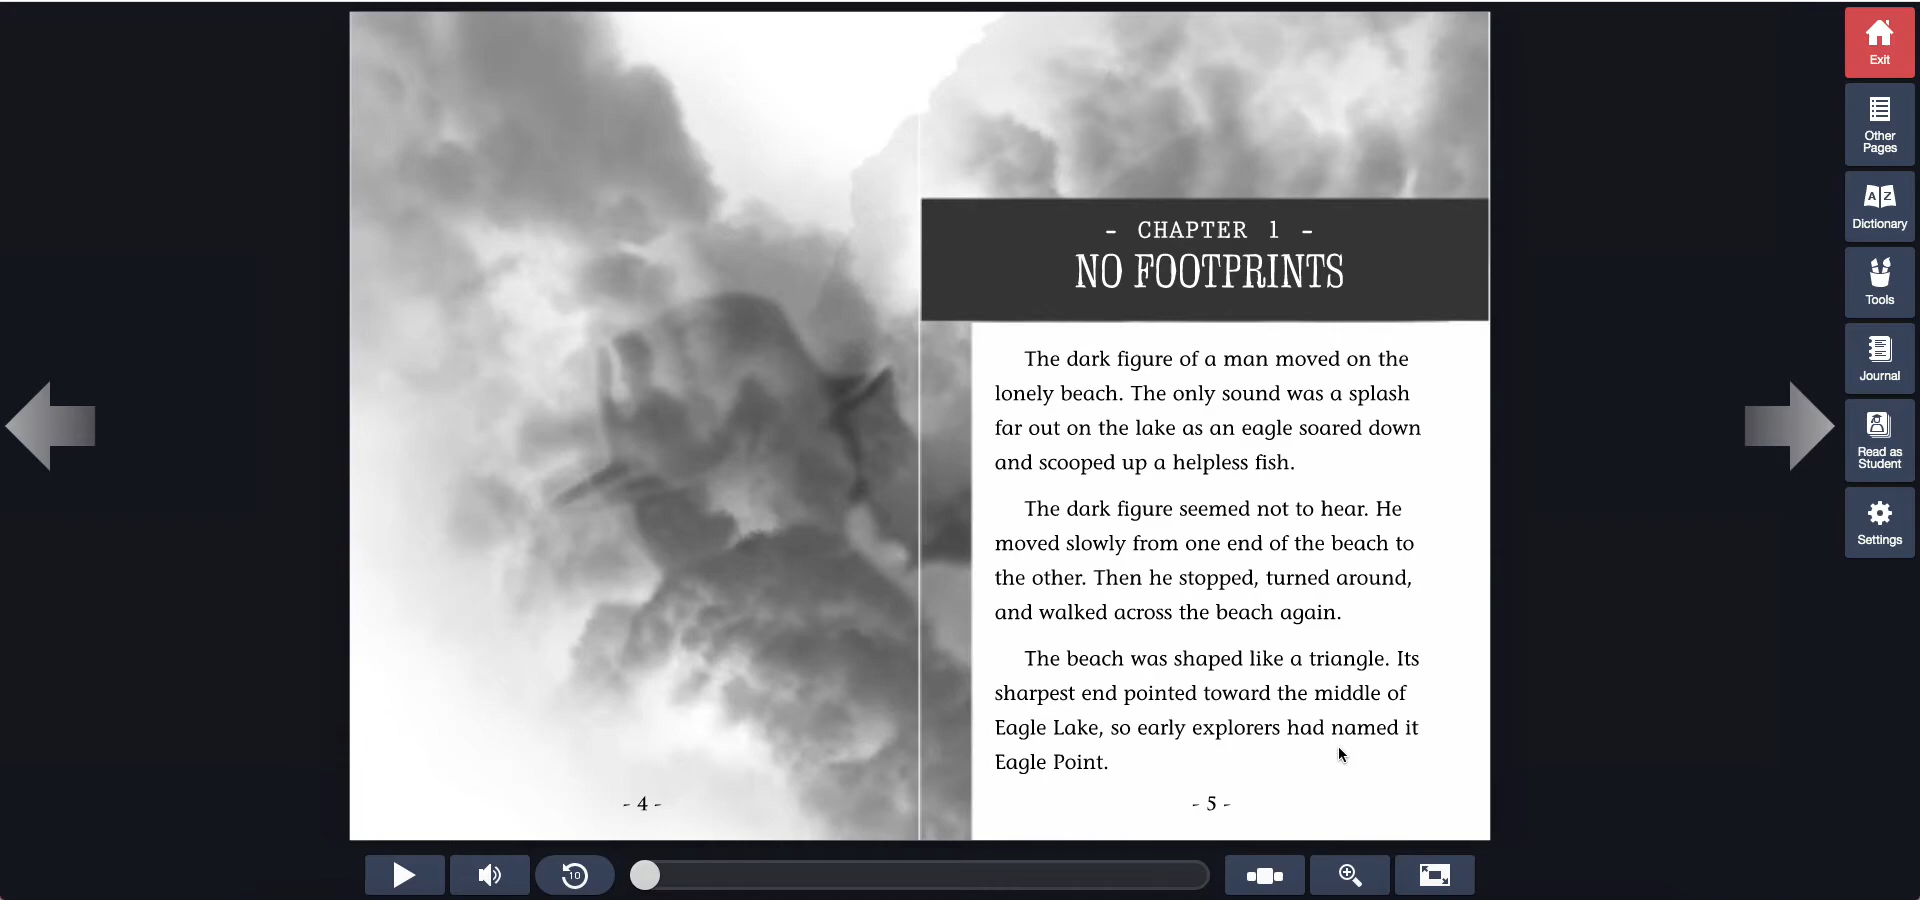 - CHAPTER 1 -
NO FOOTPRINTS
The dark figure of a man moved on the
lonely beach. The only sound was a splash
far out on the lake as an eagle soared down
and scooped up a helpless fish.
The dark figure seemed not to hear. He
moved slowly from one end of the beach to
the other. Then he stopped, turned around,
and walked across the beach again.
The beach was shaped like a triangle. Its
sharpest end pointed toward the middle of
Eagle Lake, so early explorers had named it
Eagle Point.
- 4 -
- 5 -
Exit
Other
Pages
A Z
Dictionary
Tools
Journal
Read as
Student
Settings
10